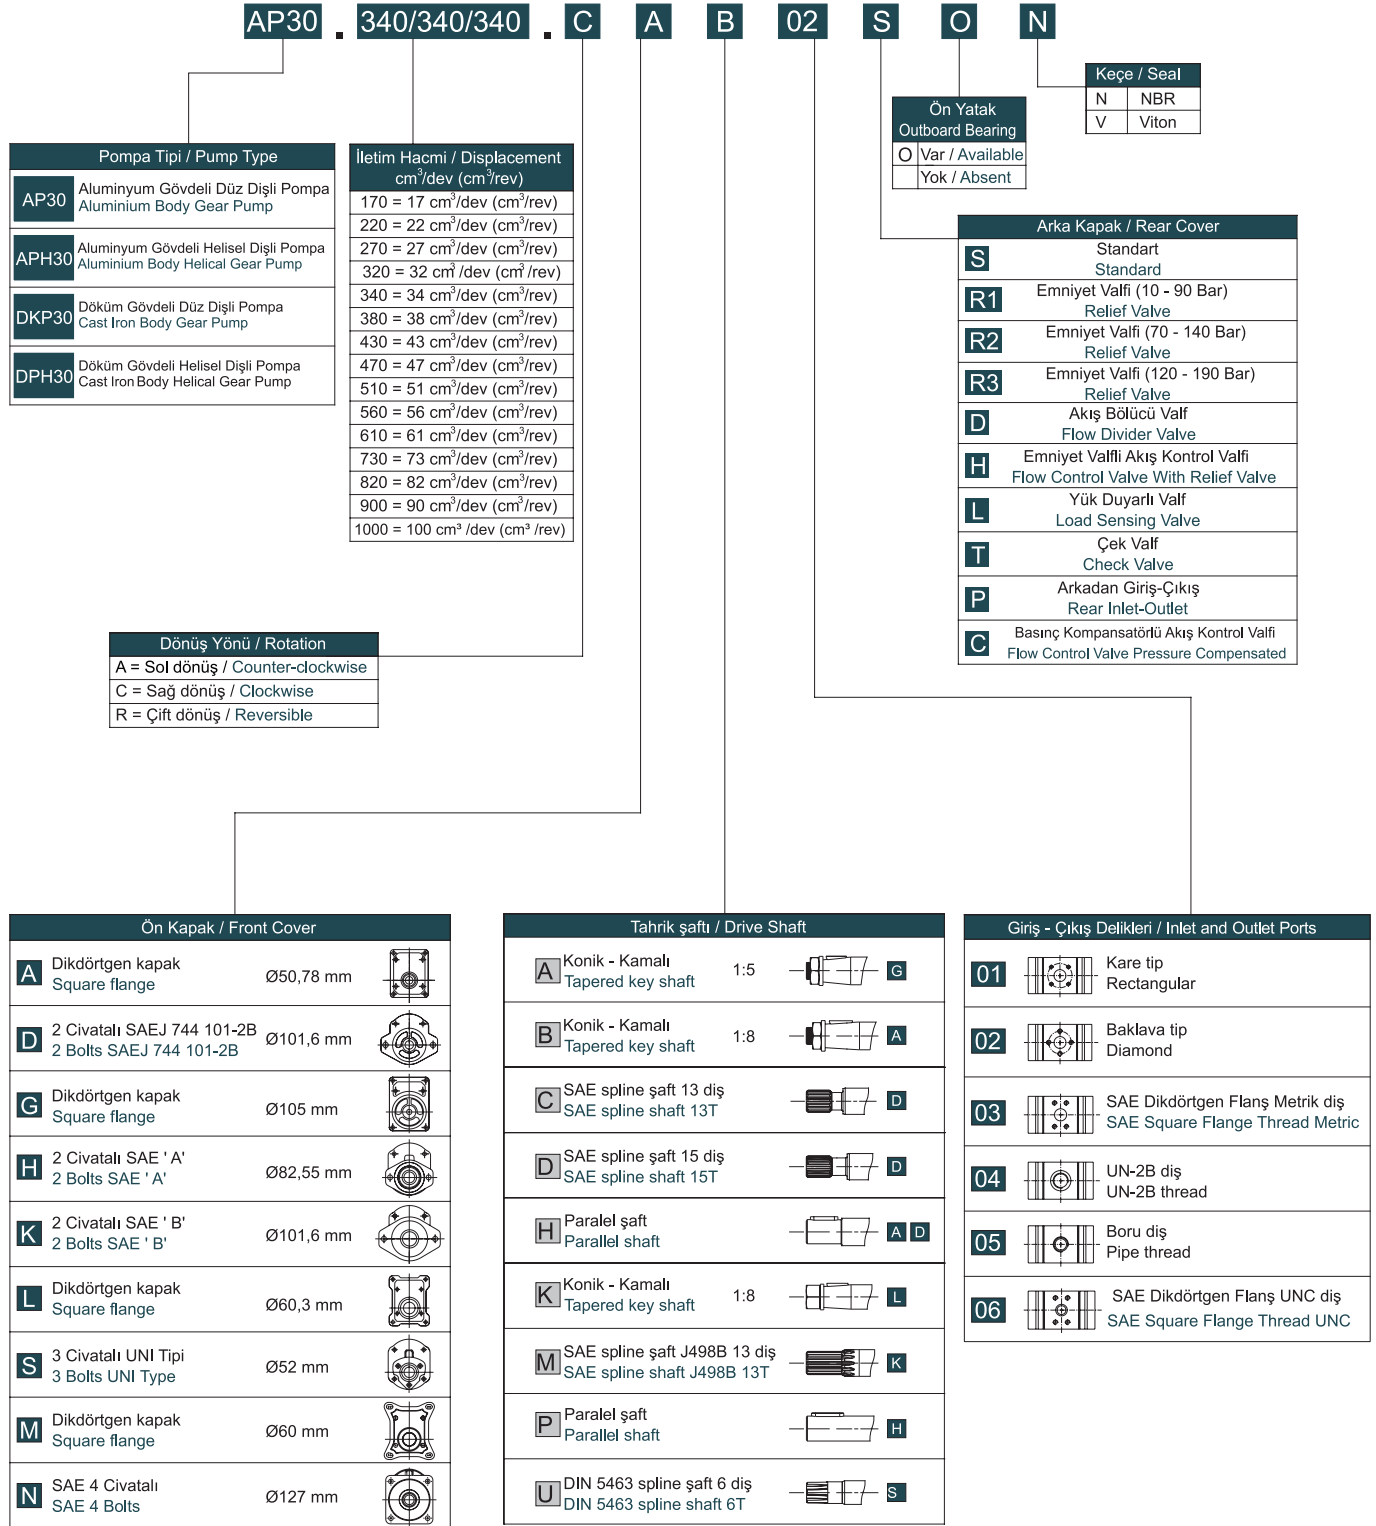 AP30 . 340/340/340 . C A B 02 S O N
Keçe / Seal
N NBR
V Viton
Ön Yatak
Outboard Bearing
O Var / Available
Yok / Absent
Pompa Tipi / Pump Type
AP30
Aluminyum Gövdeli Düz Dişli Pompa
Aluminium Body Gear Pump
APH30
Aluminyum Gövdeli Helisel Dişli Pompa
Aluminium Body Helical Gear Pump
DKP30
Döküm Gövdeli Düz Dişli Pompa
Cast Iron Body Gear Pump
DPH30
Döküm Gövdeli Helisel Dişli Pompa
Cast Iron Body Helical Gear Pump
İletim Hacmi / Displacement
cm³/dev (cm³/rev)
170 = 17 cm³/dev (cm³/rev)
220 = 22 cm³/dev (cm³/rev)
270 = 27 cm³/dev (cm³/rev)
320 = 32 cm³ /dev (cm³/rev)
340 = 34 cm³/dev (cm³/rev)
380 = 38 cm³/dev (cm³/rev)
430 = 43 cm³/dev (cm³/rev)
470 = 47 cm³/dev (cm³/rev)
510 = 51 cm³/dev (cm³/rev)
560 = 56 cm³/dev (cm³/rev)
610 = 61 cm³/dev (cm³/rev)
730 = 73 cm³/dev (cm³/rev)
820 = 82 cm³/dev (cm³/rev)
900 = 90 cm³/dev (cm³/rev)
1000 = 100 cm³ /dev (cm³ /rev)
Arka Kapak / Rear Cover
S
Standart
Standard
R1
Emniyet Valfi (10 - 90 Bar)
Relief Valve
R2
Emniyet Valfi (70 - 140 Bar)
Relief Valve
R3
Emniyet Valfi (120 - 190 Bar)
Relief Valve
D
Akış Bölücü Valf
Flow Divider Valve
H
Emniyet Valfli Akış Kontrol Valfi
Flow Control Valve With Relief Valve
L
Yük Duyarlı Valf
Load Sensing Valve
T
Çek Valf
Check Valve
P
Arkadan Giriş-Çıkış
Rear Inlet-Outlet
C
Basınç Kompansatörlü Akış Kontrol Valfi
Flow Control Valve Pressure Compensated
Dönüş Yönü / Rotation
A = Sol dönüş / Counter-clockwise
C = Sağ dönüş / Clockwise
R = Çift dönüş / Reversible
Ön Kapak / Front Cover
A
Dikdörtgen kapak
Square flange
Ø50,78 mm
D
2 Civatalı SAEJ 744 101-2B
2 Bolts SAEJ 744 101-2B
Ø101,6 mm
G
Dikdörtgen kapak
Square flange
Ø105 mm
H
2 Civatalı SAE ' A'
2 Bolts SAE ' A'
Ø82,55 mm
K
2 Civatalı SAE ' B'
2 Bolts SAE ' B'
Ø101,6 mm
L
Dikdörtgen kapak
Square flange
Ø60,3 mm
S
3 Civatalı UNI Tipi
3 Bolts UNI Type
Ø52 mm
M
Dikdörtgen kapak
Square flange
Ø60 mm
N
SAE 4 Civatalı
SAE 4 Bolts
Ø127 mm
Tahrik şaftı / Drive Shaft
A
Konik - Kamalı
Tapered key shaft
1:5
G
B
Konik - Kamalı
Tapered key shaft
1:8
A
C
SAE spline şaft 13 diş
SAE spline shaft 13T
D
D
SAE spline şaft 15 diş
SAE spline shaft 15T
D
H
Paralel şaft
Parallel shaft
A D
K
Konik - Kamalı
Tapered key shaft
1:8
L
M
SAE spline şaft J498B 13 diş
SAE spline shaft J498B 13T
K
P
Paralel şaft
Parallel shaft
H
U
DIN 5463 spline şaft 6 diş
DIN 5463 spline shaft 6T
S
Giriş - Çıkış Delikleri / Inlet and Outlet Ports
01
Kare tip
Rectangular
02
Baklava tip
Diamond
03
SAE Dikdörtgen Flanş Metrik diş
SAE Square Flange Thread Metric
04
UN-2B diş
UN-2B thread
05
Boru diş
Pipe thread
06
SAE Dikdörtgen Flanş UNC diş
SAE Square Flange Thread UNC